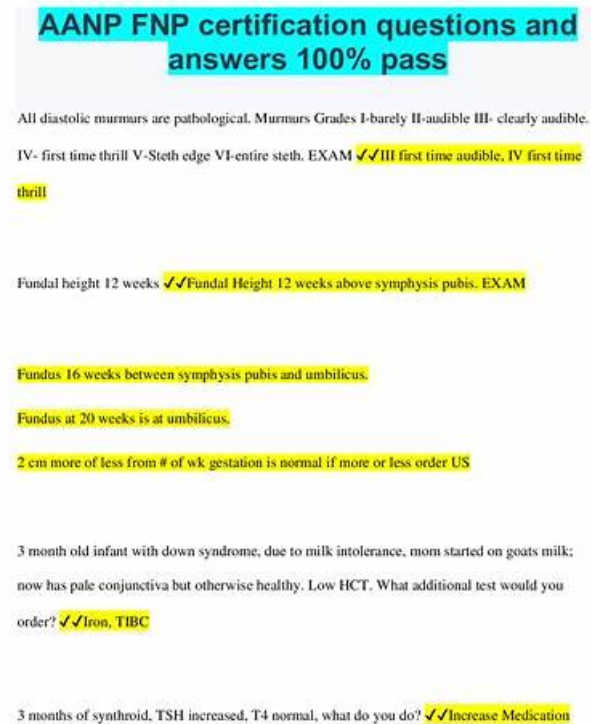 AANP FNP certification questions and
answers 100% pass
All diastolic murmurs are pathological. Murmurs Grades I-barely II-audible III- clearly audible.
IV- first time thrill V-Steth edge VI-entire steth. EXAM ✓✓III first time audible, IV first time
thrill
Fundal height 12 weeks ✓✓Fundal Height 12 weeks above symphysis pubis. EXAM
Fundus 16 weeks between symphysis pubis and umbilicus.
Fundus at 20 weeks is at umbilicus.
2 cm more of less from # of wk gestation is normal if more or less order US
3 month old infant with down syndrome, due to milk intolerance, mom started on goats milk;
now has pale conjunctiva but otherwise healthy. Low HCT. What additional test would you
order? ✓✓Iron, TIBC
3 months of synthroid, TSH increased, T4 normal, what do you do? ✓✓Increase Medication